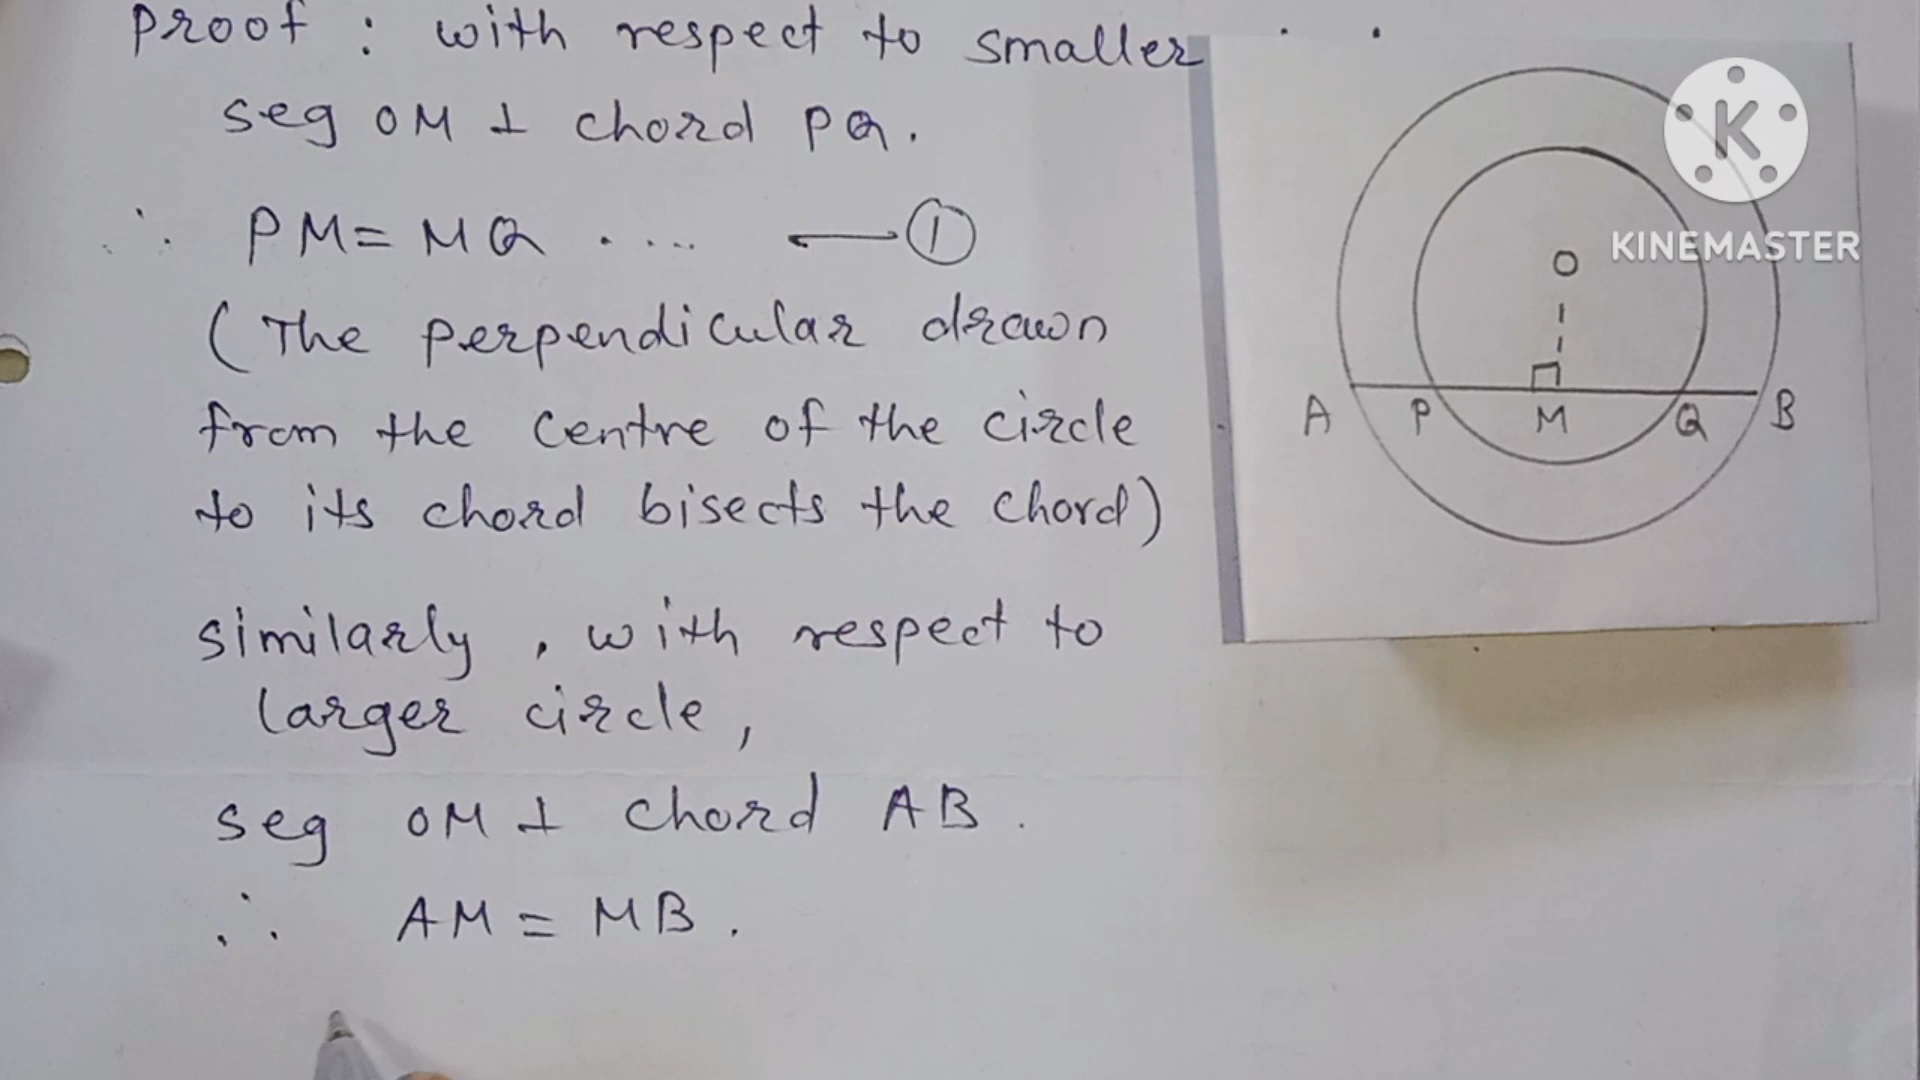 Proof : with respect to smaller
seg OM ⊥ chord PQ.
∴ PM = MQ .... ①
(The perpendicular drawn
from the centre of the circle
to its chord bisects the chord)
similarly, with respect to
larger circle,
seg OM ⊥ chord AB.
∴ AM = MB.
K
KINEMASTER
O
A P M Q B